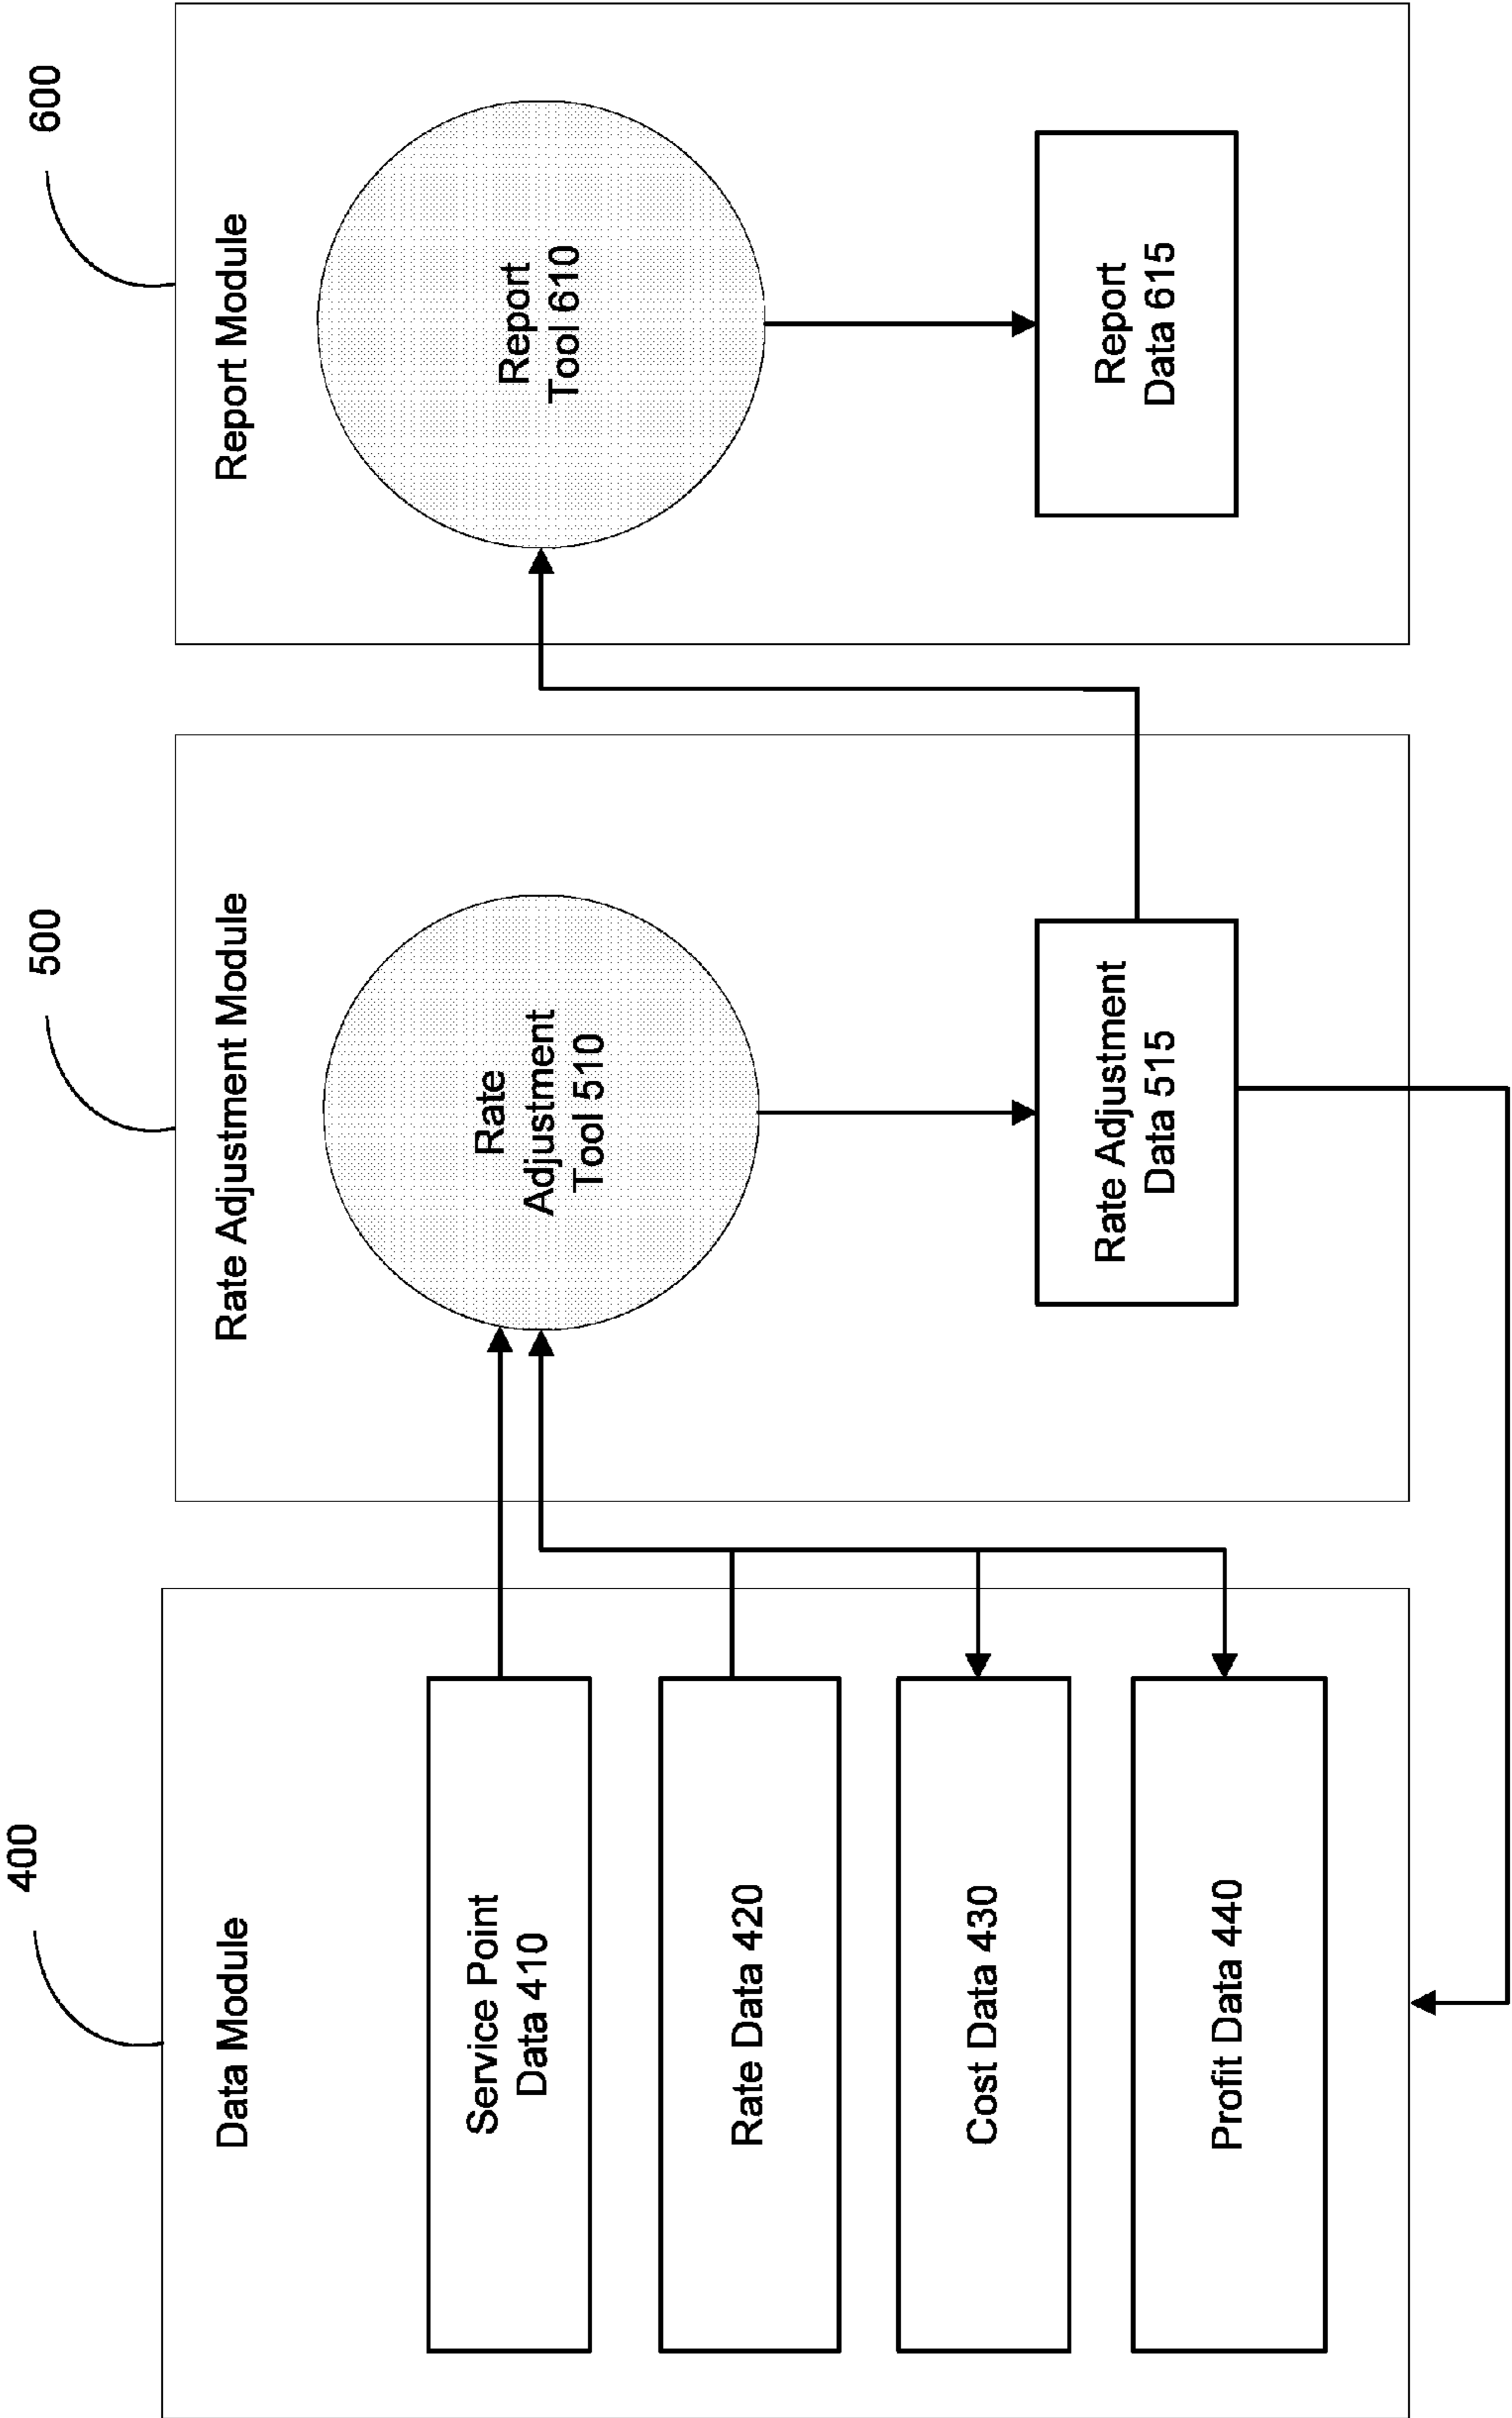 400
Data Module
Service Point
Data 410
Rate Data 420
Cost Data 430
Profit Data 440
500
Rate Adjustment Module
Rate
Adjustment
Tool 510
Rate Adjustment
Data 515
600
Report Module
Report
Tool 610
Report
Data 615